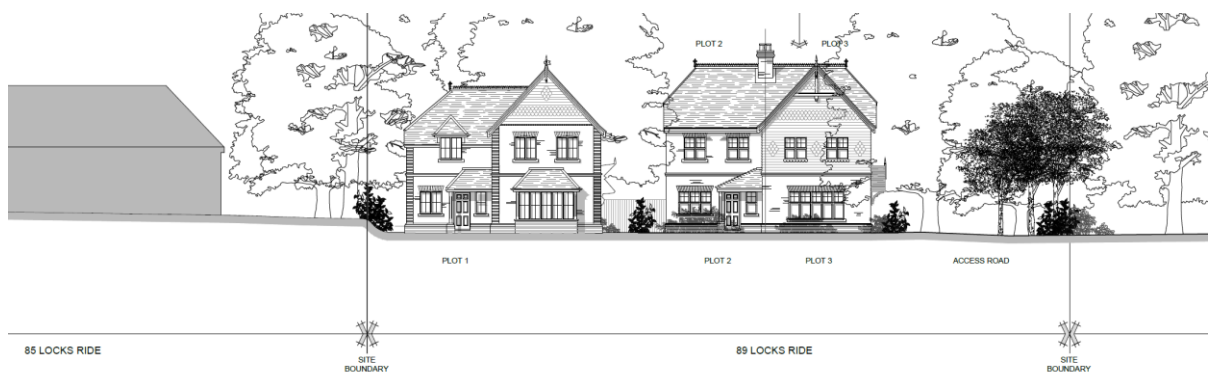 PLOT 2
PLOT 3
PLOT 1
PLOT 2
PLOT 3
ACCESS ROAD
85 LOCKS RIDE
SITE
BOUNDARY
89 LOCKS RIDE
SITE
BOUNDARY